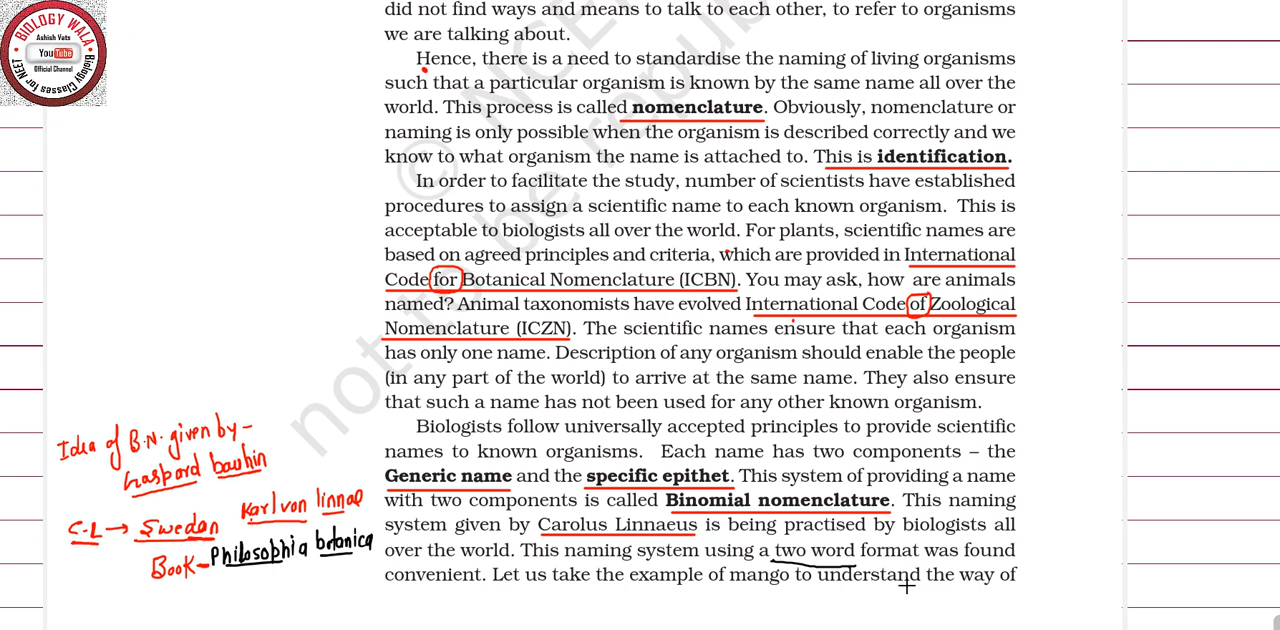 BIOLOGY WALA
Ashish Vats
YouTube
Official Channel
Biology Classes for NEET
did not find ways and means to talk to each other, to refer to organisms
we are talking about.
Hence, there is a need to standardise the naming of living organisms
such that a particular organism is known by the same name all over the
world. This process is called nomenclature. Obviously, nomenclature or
naming is only possible when the organism is described correctly and we
know to what organism the name is attached to. This is identification.
In order to facilitate the study, number of scientists have established
procedures to assign a scientific name to each known organism. This is
acceptable to biologists all over the world. For plants, scientific names are
based on agreed principles and criteria, which are provided in International
Code for Botanical Nomenclature (ICBN). You may ask, how are animals
named? Animal taxonomists have evolved International Code of Zoological
Nomenclature (ICZN). The scientific names ensure that each organism
has only one name. Description of any organism should enable the people
(in any part of the world) to arrive at the same name. They also ensure
that such a name has not been used for any other known organism.
Biologists follow universally accepted principles to provide scientific
names to known organisms. Each name has two components – the
Generic name and the specific epithet. This system of providing a name
with two components is called Binomial nomenclature. This naming
system given by Carolus Linnaeus is being practised by biologists all
over the world. This naming system using a two word format was found
convenient. Let us take the example of mango to understand the way of
Idea of B.N. given by –
Gaspard bauhin
Karl von linnae
C.L → Sweden
Book – Philosophia botanica
© NCE
not to be republ